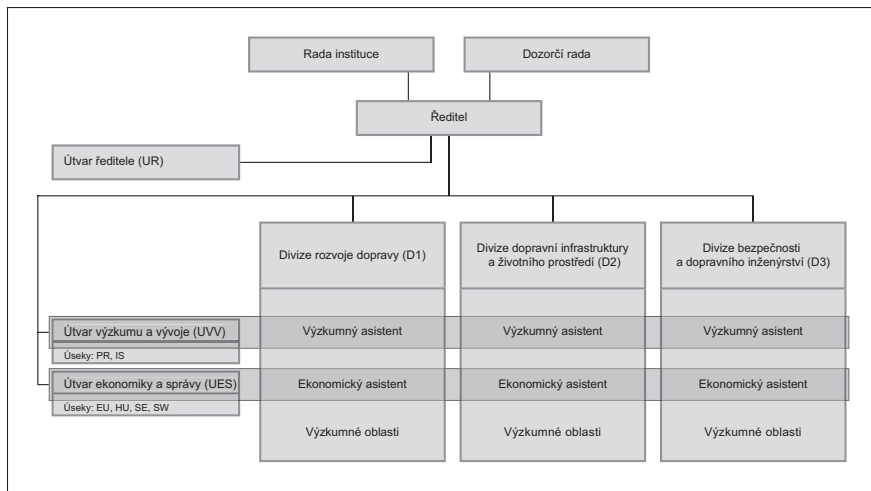 Rada instituce
Dozorčí rada
Ředitel
Útvar ředitele (UR)
Divize rozvoje dopravy (D1)
Divize dopravní infrastruktury
a životního prostředí (D2)
Divize bezpečnosti
a dopravního inženýrství (D3)
Útvar výzkumu a vývoje (UVV)
Výzkumný asistent
Výzkumný asistent
Výzkumný asistent
Úseky: PR, IS
Útvar ekonomiky a správy (UES)
Ekonomický asistent
Ekonomický asistent
Ekonomický asistent
Úseky: EU, HU, SE, SW
Výzkumné oblasti
Výzkumné oblasti
Výzkumné oblasti